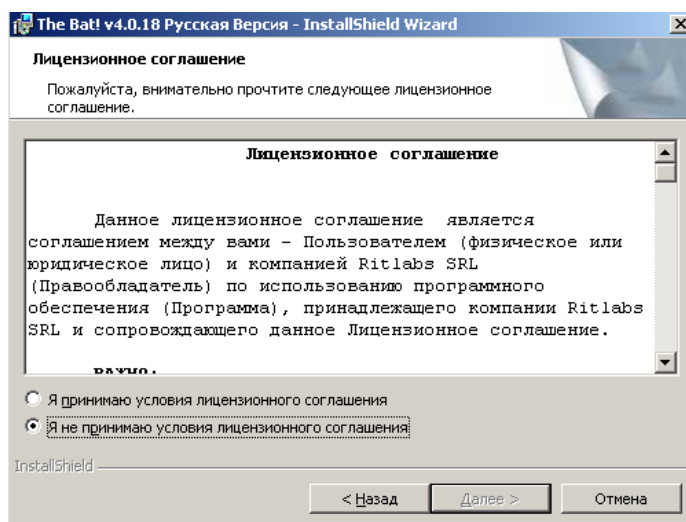 The Bat! v4.0.18 Русская Версия - InstallShield Wizard
Лицензионное соглашение
Пожалуйста, внимательно прочтите следующее лицензионное
соглашение.
Лицензионное соглашение
Данное лицензионное соглашение является
соглашением между вами – Пользователем (физическое или
юридическое лицо) и компанией Ritlabs SRL
(Правообладатель) по использованию программного
обеспечения (Программа), принадлежащего компании Ritlabs
SRL и сопровождающего данное Лицензионное соглашение.
ВАЖНО:
Я принимаю условия лицензионного соглашения
Я не принимаю условия лицензионного соглашения
InstallShield
< Назад
Далее >
Отмена